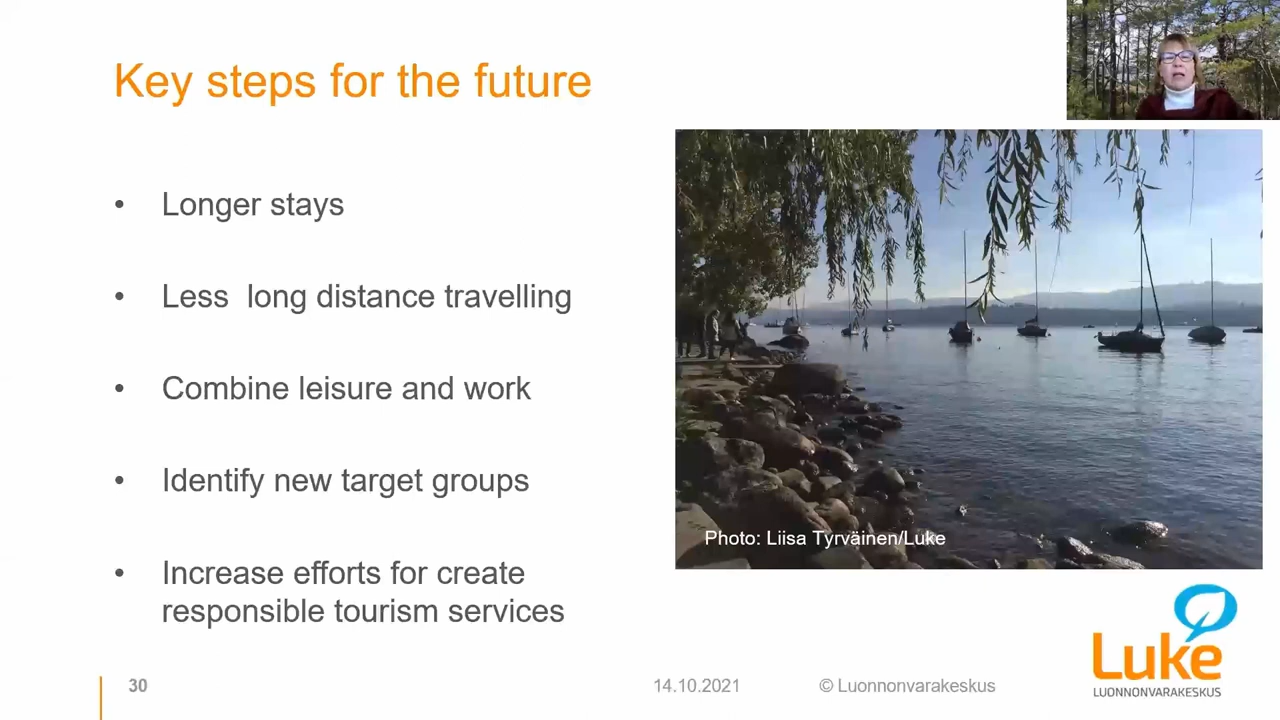 Key steps for the future
• Longer stays
• Less  long distance travelling
• Combine leisure and work
• Identify new target groups
• Increase efforts for create
responsible tourism services
Photo: Liisa Tyrväinen/Luke
Luke
LUONNONVARAKESKUS
30
14.10.2021
© Luonnonvarakeskus